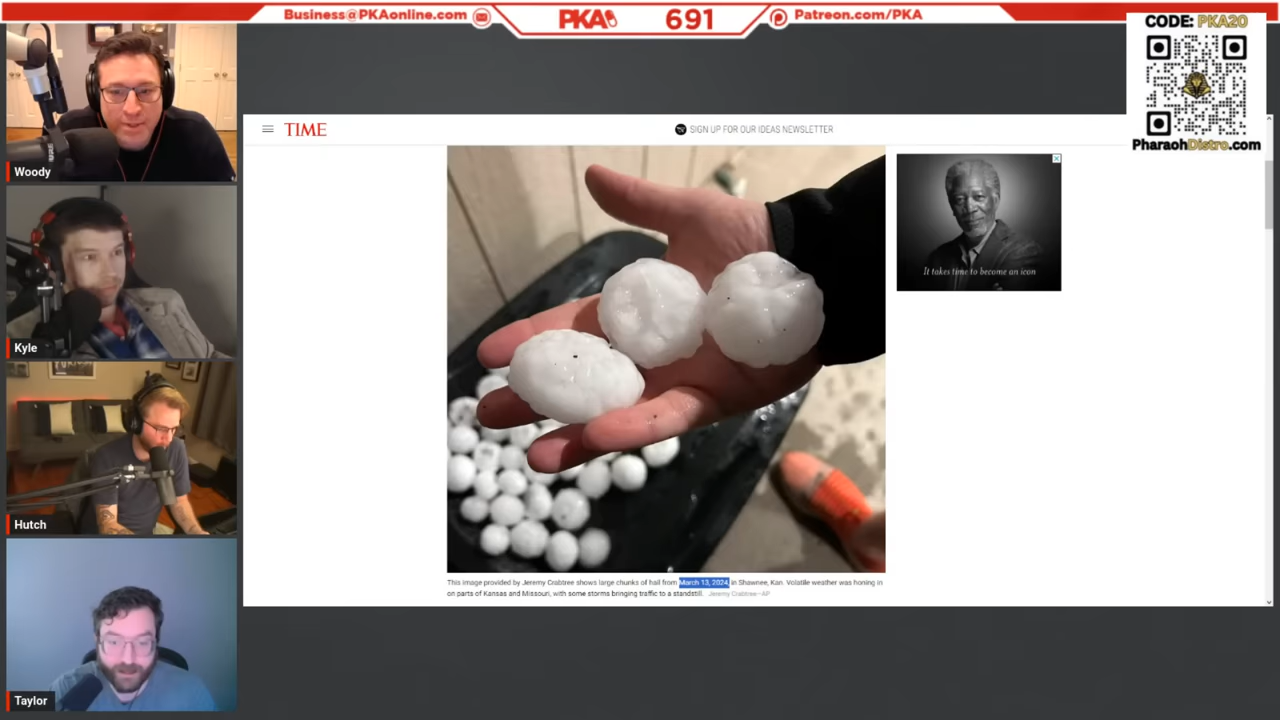 Business@PKAonline.com
PKA
691
Patreon.com/PKA
CODE: PKA20
PharaohDistro.com
TIME
SIGN UP FOR OUR IDEAS NEWSLETTER
It takes time to become an icon
Woody
Kyle
Hutch
Taylor
This image provided by Jeremy Crabtree shows large chunks of hail from March 13, 2024, in Shawnee, Kan. Volatile weather was honing in
on parts of Kansas and Missouri, with some storms bringing traffic to a standstill. Jeremy Crabtree—AP